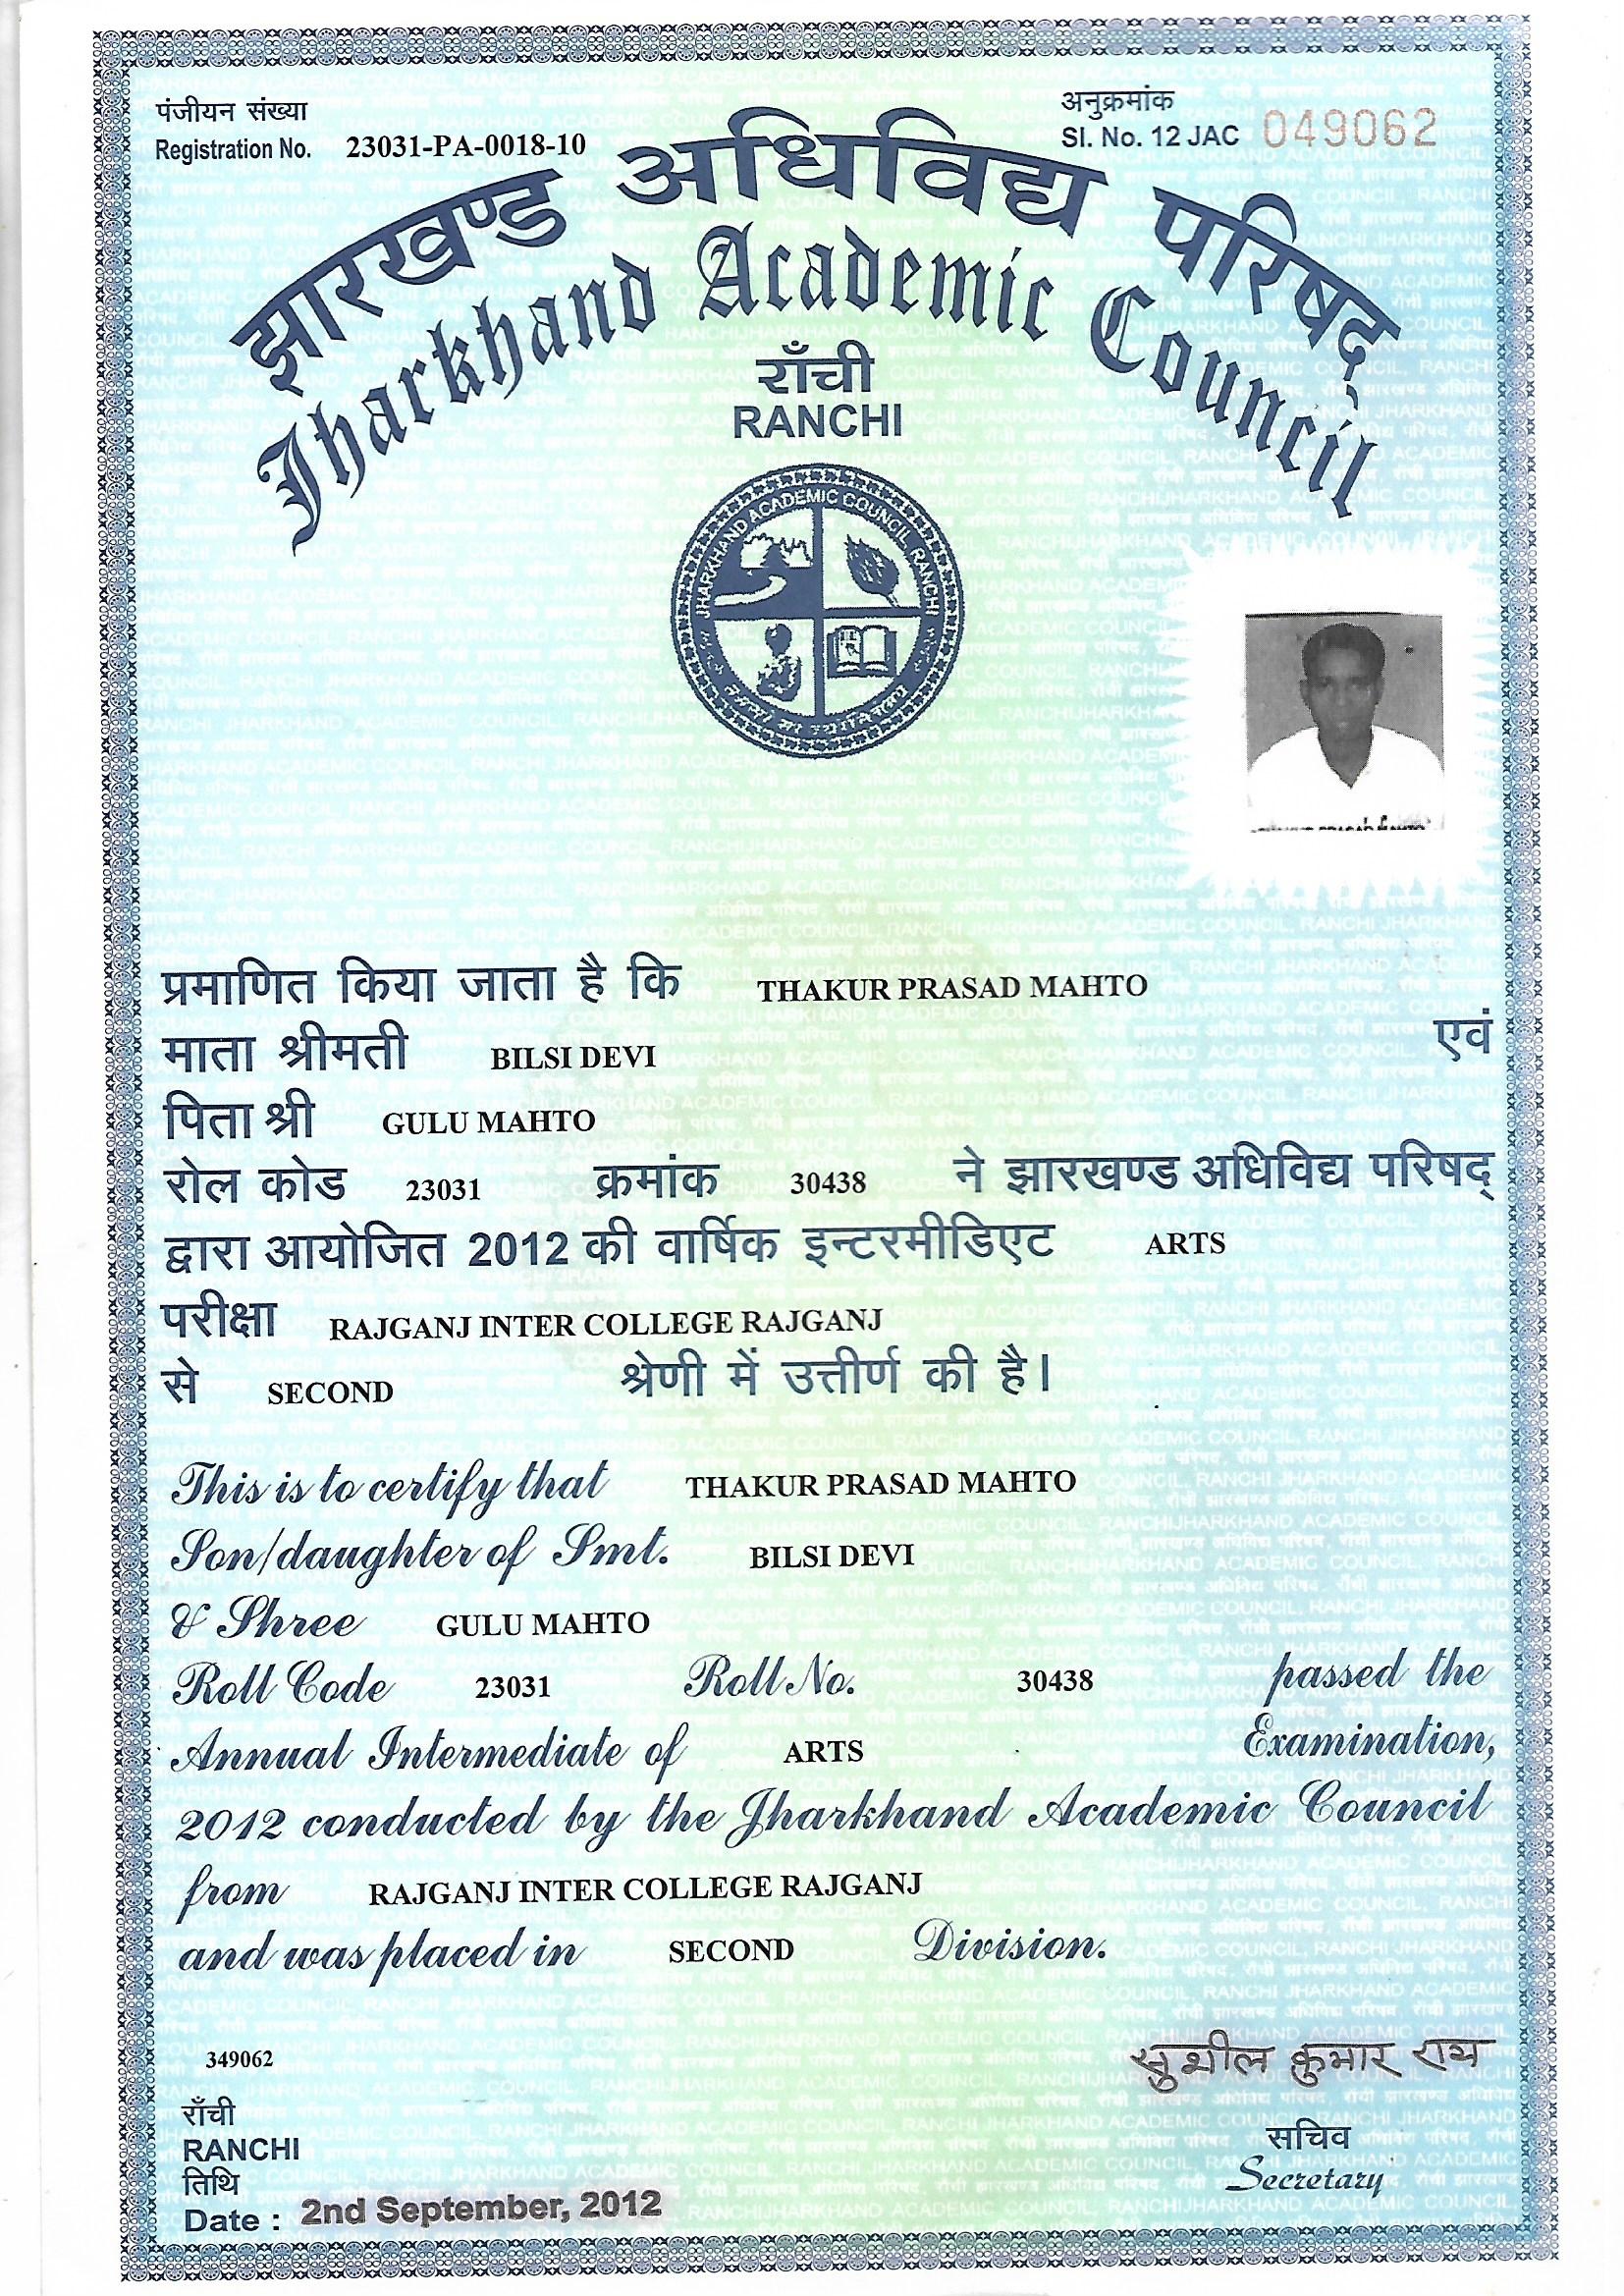 पंजीयन संख्या
Registration No. 23031-PA-0018-10
अनुक्रमांक
Sl. No. 12 JAC 049062
झारखण्ड अधिविद्य परिषद्
Jharkhand Academic Council
राँची
RANCHI
JHARKHAND ACADEMIC COUNCIL RANCHI
प्रमाणित किया जाता है कि THAKUR PRASAD MAHTO
माता श्रीमती BILSI DEVI एवं
पिता श्री GULU MAHTO
रोल कोड 23031 क्रमांक 30438 ने झारखण्ड अधिविद्य परिषद्
द्वारा आयोजित 2012 की वार्षिक इन्टरमीडिएट ARTS
परीक्षा RAJGANJ INTER COLLEGE RAJGANJ
से SECOND श्रेणी में उत्तीर्ण की है।
This is to certify that THAKUR PRASAD MAHTO
Son/daughter of Smt. BILSI DEVI
& Shree GULU MAHTO
Roll Code 23031 Roll No. 30438 passed the
Annual Intermediate of ARTS Examination,
2012 conducted by the Jharkhand Academic Council
from RAJGANJ INTER COLLEGE RAJGANJ
and was placed in SECOND Division.
349062
सुशील कुमार राय
राँची
RANCHI
सचिव
Secretary
तिथि
Date : 2nd September, 2012